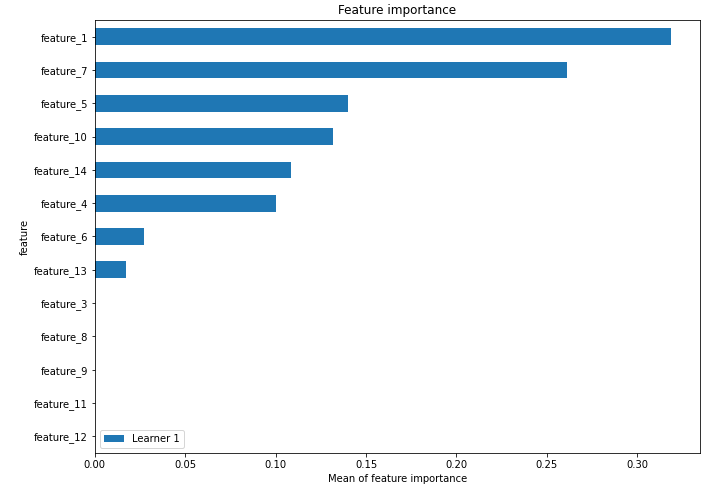 Feature importance
feature_1
feature_7
feature_5
feature_10
feature_14
feature_4
feature_6
feature_13
feature_3
feature_8
feature_9
feature_11
feature_12
feature
Learner 1
0.00 0.05 0.10 0.15 0.20 0.25 0.30
Mean of feature importance